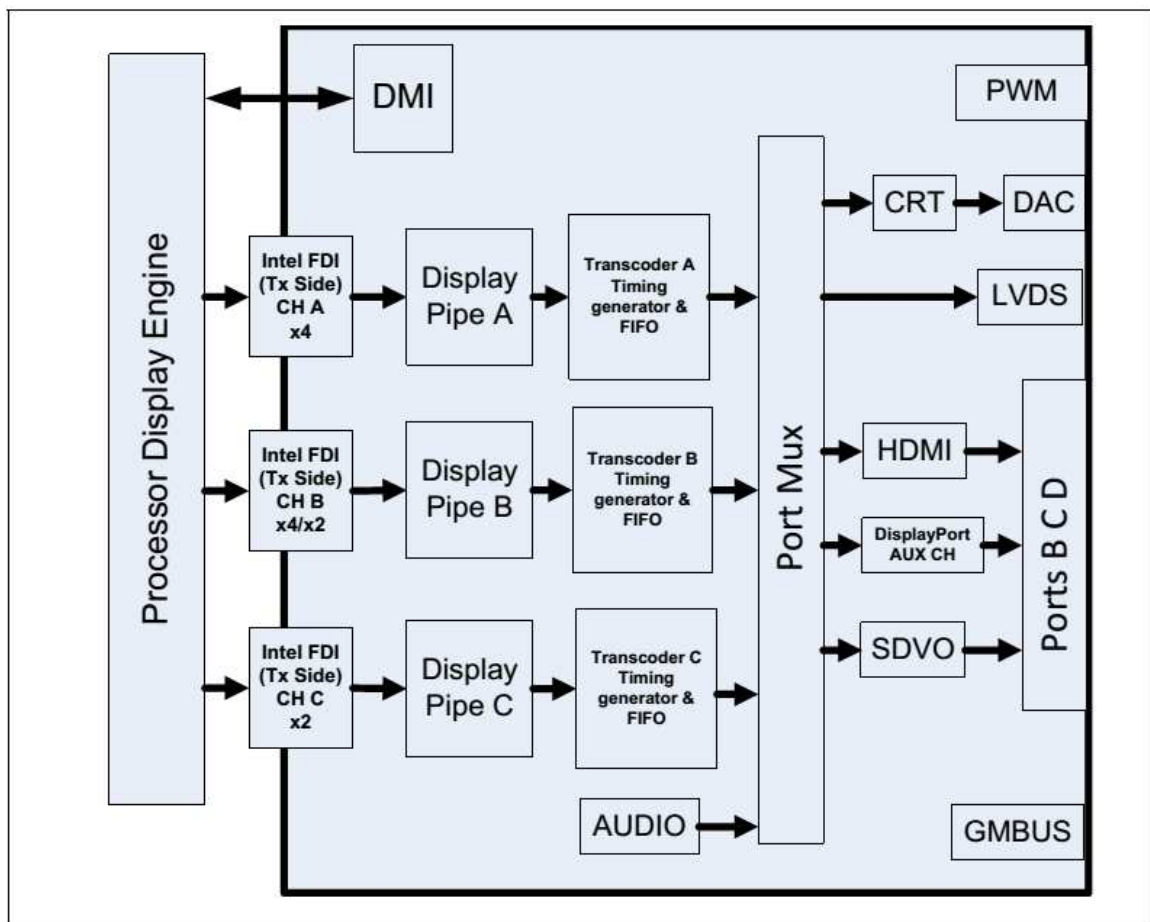 Processor Display Engine
DMI
PWM
CRT
DAC
Intel FDI
(Tx Side)
CH A
x4
Display
Pipe A
Transcoder A
Timing
generator &
FIFO
LVDS
Intel FDI
(Tx Side)
CH B
x4/x2
Display
Pipe B
Transcoder B
Timing
generator &
FIFO
Port Mux
HDMI
DisplayPort
AUX CH
SDVO
Ports B C D
Intel FDI
(Tx Side)
CH C
x2
Display
Pipe C
Transcoder C
Timing
generator &
FIFO
AUDIO
GMBUS